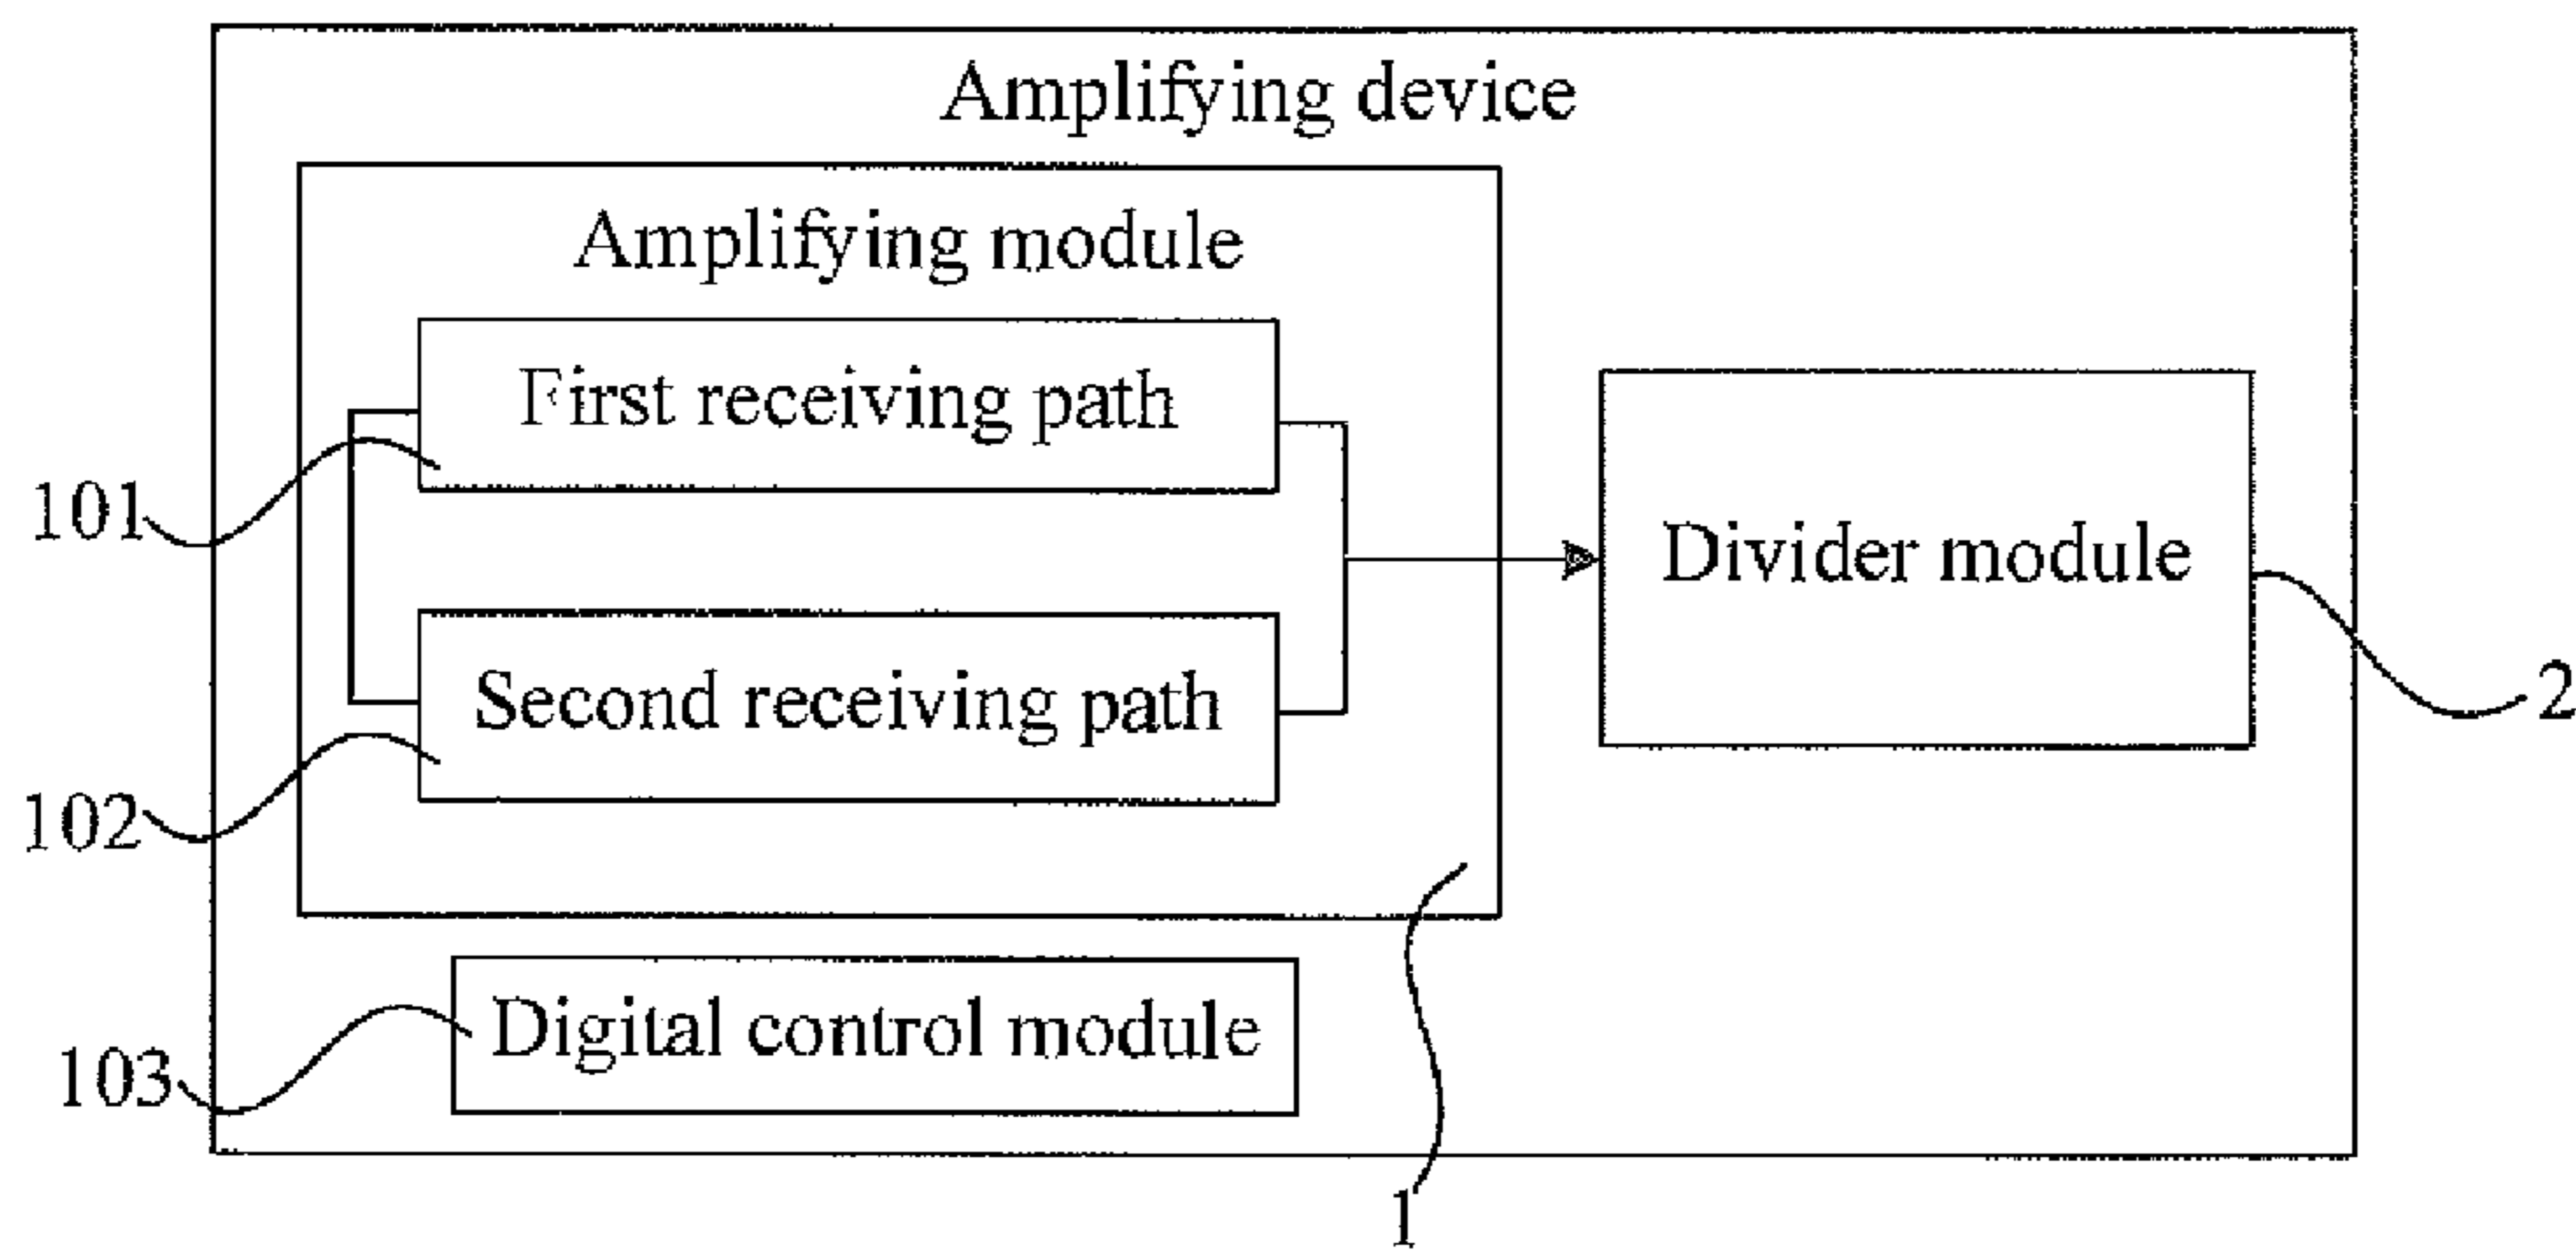 Amplifying device
Amplifying module
First receiving path
101
Divider module
Second receiving path
2
102
Digital control module
103
1